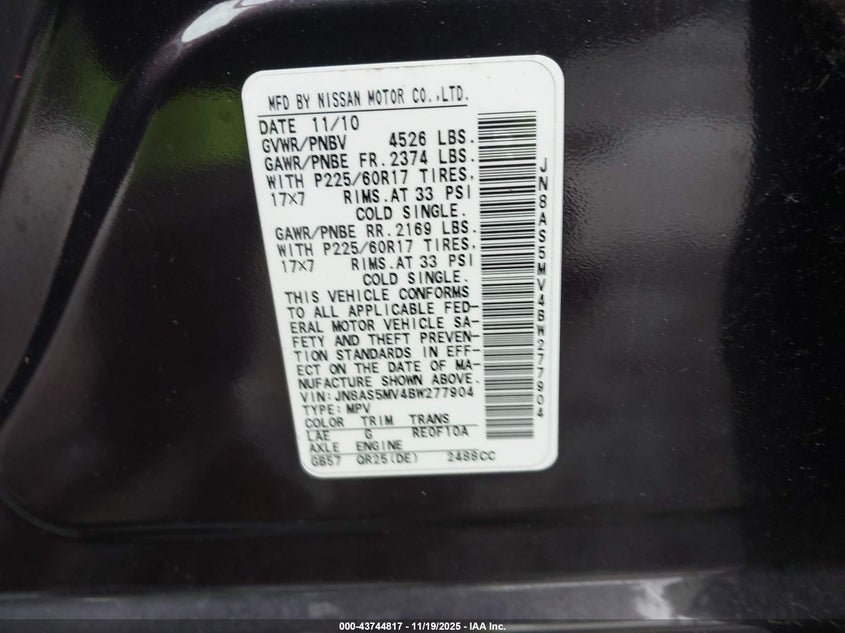 MFD BY NISSAN MOTOR CO.,LTD.
DATE 11/10
GVWR/PNBV 4526 LBS.
GAWR/PNBE FR. 2374 LBS.
WITH P225/60R17 TIRES.
17X7 RIMS.AT 33 PSI
COLD SINGLE.
GAWR/PNBE RR. 2169 LBS.
WITH P225/60R17 TIRES.
17X7 RIMS.AT 33 PSI
COLD SINGLE.
THIS VEHICLE CONFORMS
TO ALL APPLICABLE FED-
ERAL MOTOR VEHICLE SA-
FETY AND THEFT PREVEN-
TION STANDARDS IN EFF-
ECT ON THE DATE OF MA-
NUFACTURE SHOWN ABOVE.
VIN: JN8AS5MV4BW277904
TYPE: MPV
COLOR TRIM TRANS
LAE G RE0F10A
AXLE ENGINE
GB57 QR25(DE) 2488CC
JN8AS5MV4BW277904
000-43744817 - 11/19/2025 - IAA Inc.